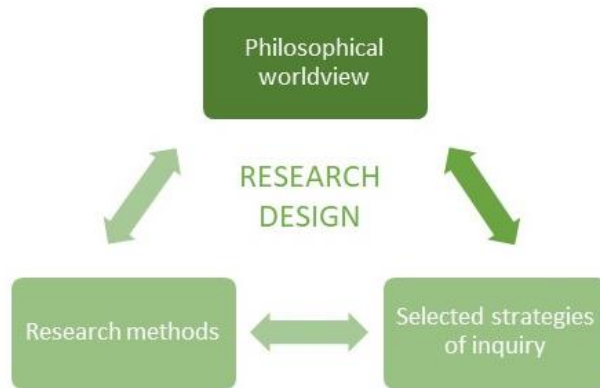 Philosophical
worldview
RESEARCH
DESIGN
Research methods
Selected strategies
of inquiry